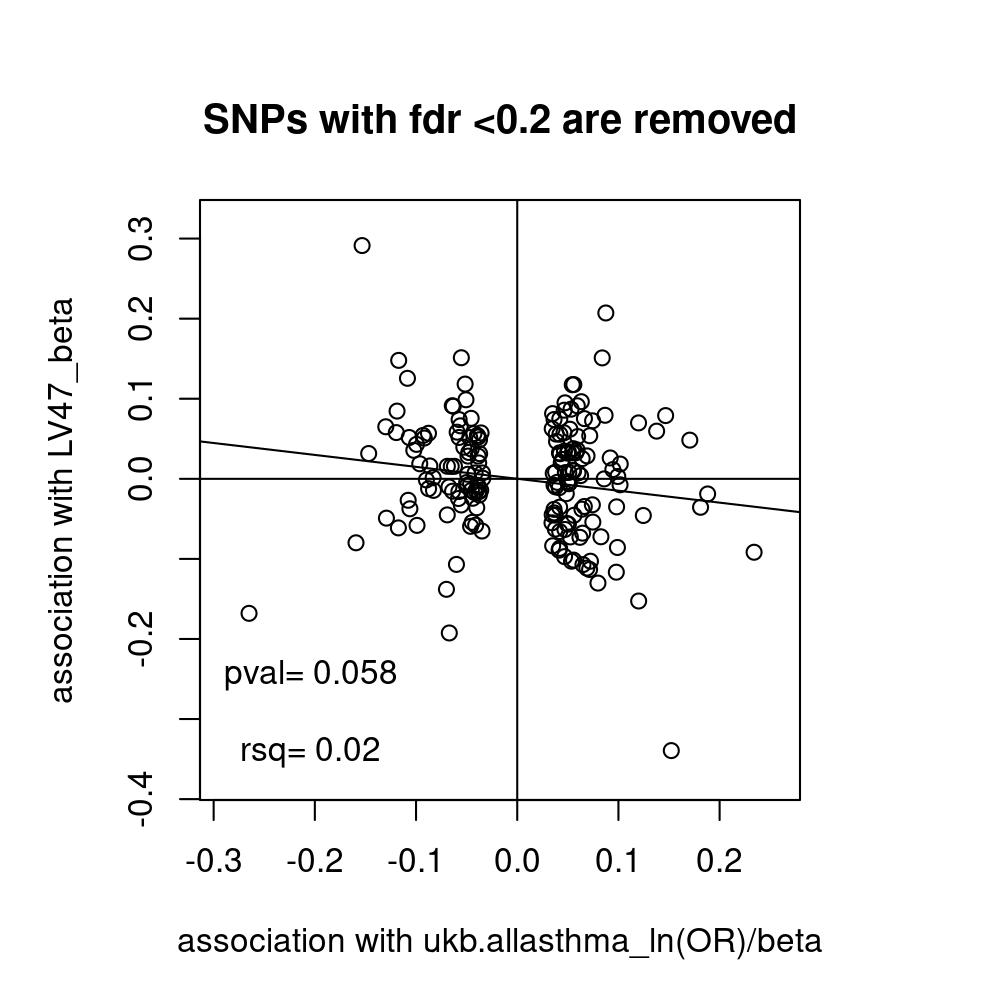 SNPs with fdr <0.2 are removed
association with LV47_beta
0.3
0.2
0.1
0.0
-0.2
-0.4
pval= 0.058
rsq= 0.02
-0.3 -0.2 -0.1 0.0 0.1 0.2
association with ukb.allasthma_ln(OR)/beta